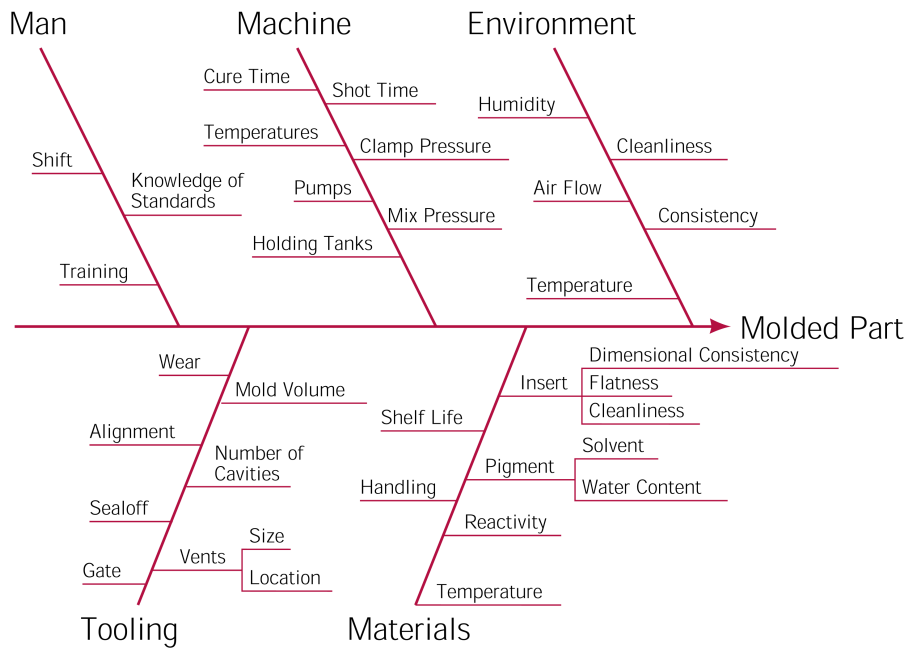 Man
Machine
Environment
Cure Time
Shot Time
Humidity
Temperatures
Clamp Pressure
Cleanliness
Shift
Knowledge of
Standards
Pumps
Air Flow
Mix Pressure
Consistency
Holding Tanks
Training
Temperature
Molded Part
Wear
Dimensional Consistency
Insert
Flatness
Mold Volume
Cleanliness
Shelf Life
Alignment
Number of
Cavities
Solvent
Pigment
Handling
Water Content
Sealoff
Reactivity
Size
Vents
Gate
Location
Temperature
Tooling
Materials